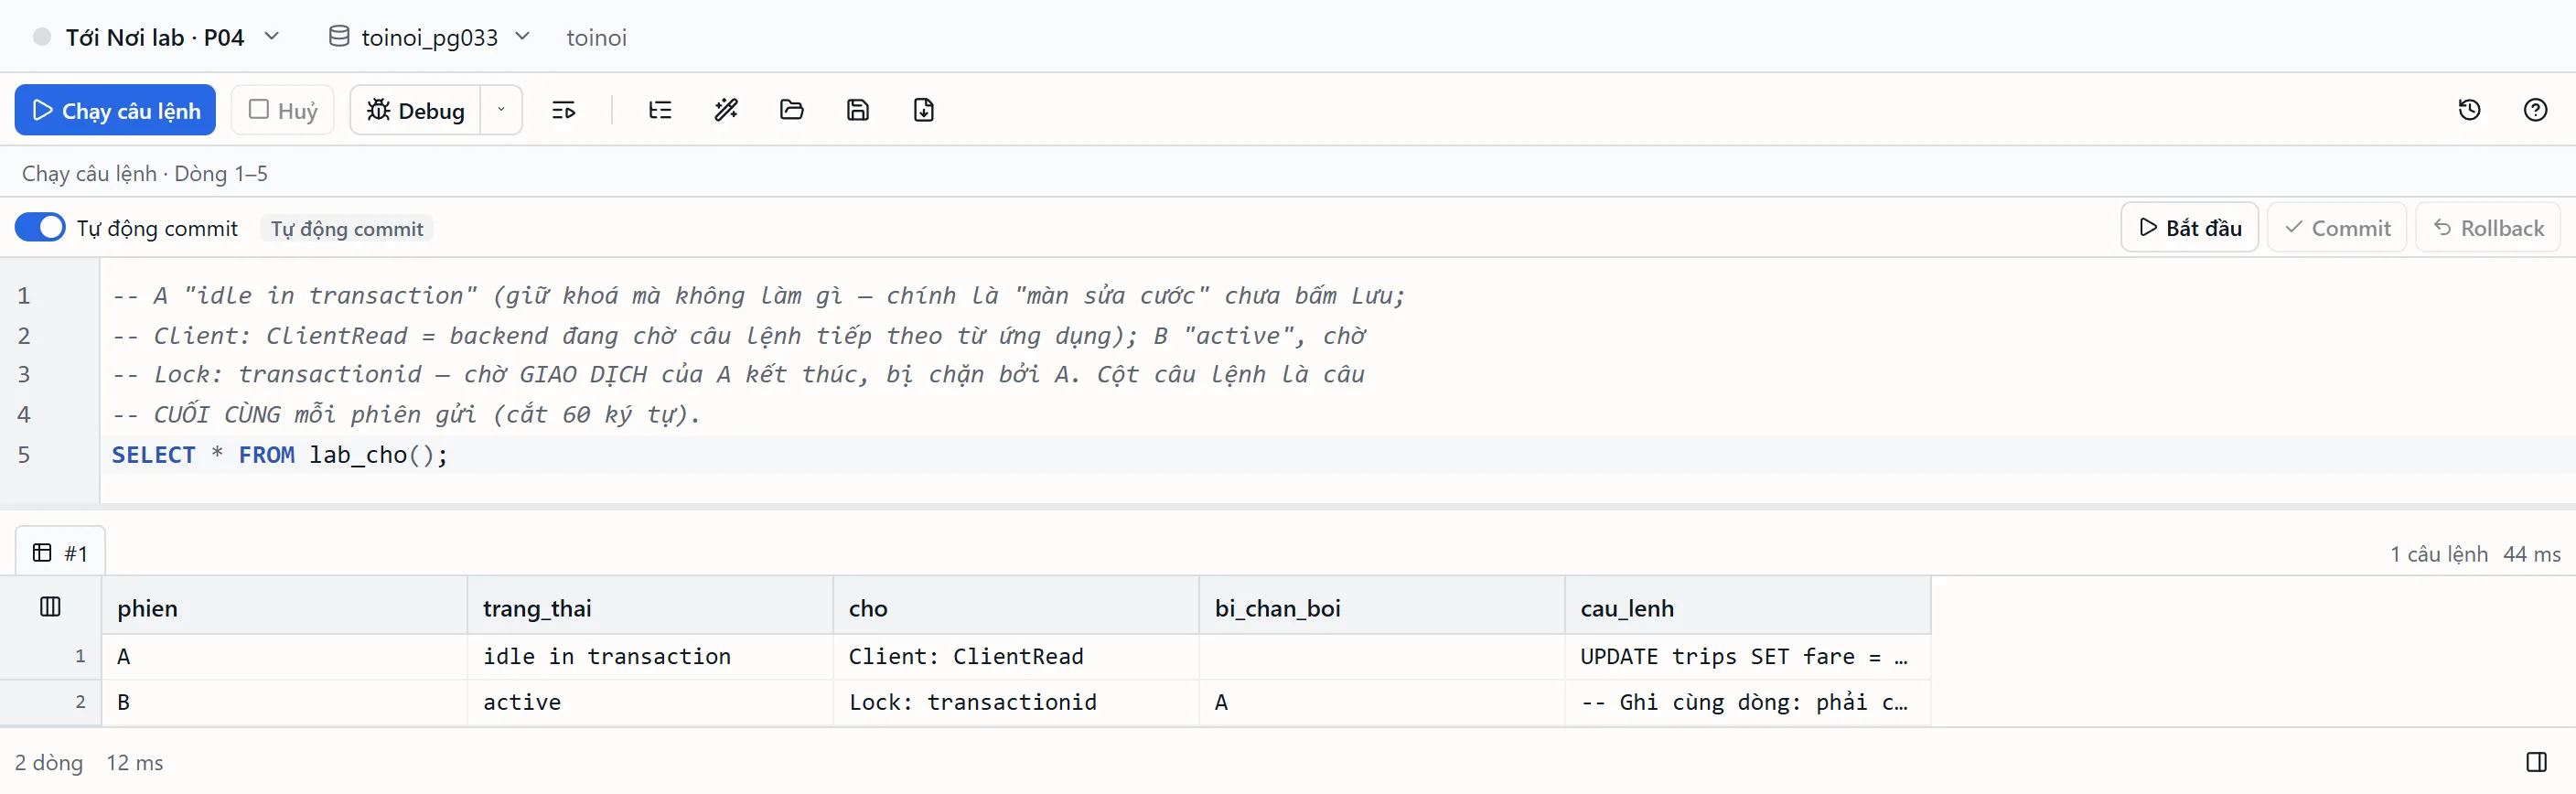 Tới Nơi lab · P04 toinoi_pg033 toinoi
Chạy câu lệnh Huỷ Debug
Chạy câu lệnh · Dòng 1–5
Tự động commit Tự động commit Bắt đầu Commit Rollback
1 -- A "idle in transaction" (giữ khoá mà không làm gì — chính là "màn sửa cước" chưa bấm Lưu;
2 -- Client: ClientRead = backend đang chờ câu lệnh tiếp theo từ ứng dụng); B "active", chờ
3 -- Lock: transactionid — chờ GIAO DỊCH của A kết thúc, bị chặn bởi A. Cột câu lệnh là câu
4 -- CUỐI CÙNG mỗi phiên gửi (cắt 60 ký tự).
5 SELECT * FROM lab_cho();
#1 1 câu lệnh 44 ms
phien trang_thai cho bi_chan_boi cau_lenh
1 A idle in transaction Client: ClientRead UPDATE trips SET fare = …
2 B active Lock: transactionid A -- Ghi cùng dòng: phải c…
2 dòng 12 ms